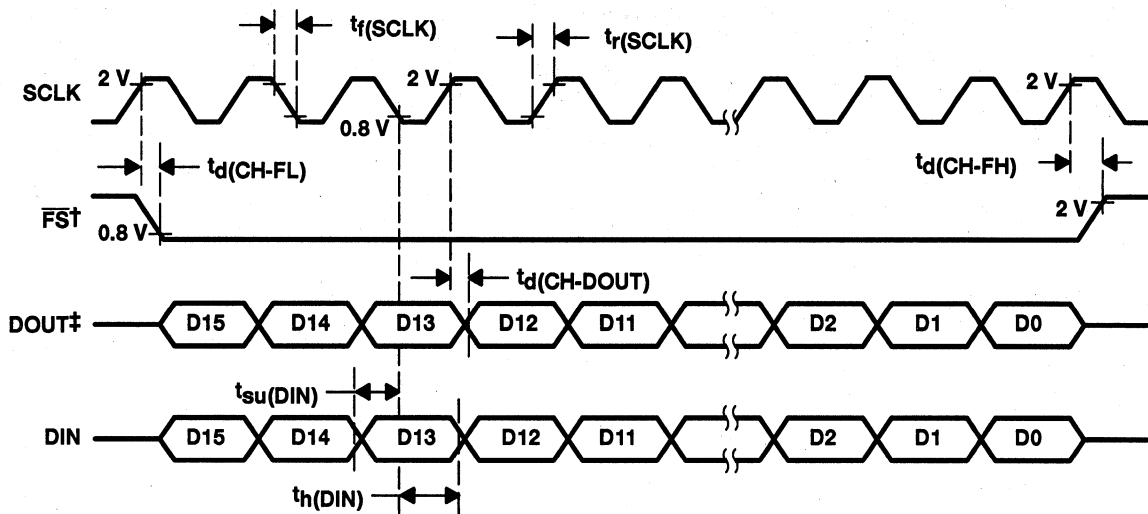 tf(SCLK)
tr(SCLK)
SCLK
2 V
2 V
2 V
0.8 V
td(CH-FL)
td(CH-FH)
FS†
0.8 V
2 V
td(CH-DOUT)
DOUT‡
D15
D14
D13
D12
D11
D2
D1
D0
tsu(DIN)
DIN
D15
D14
D13
D12
D11
D2
D1
D0
th(DIN)